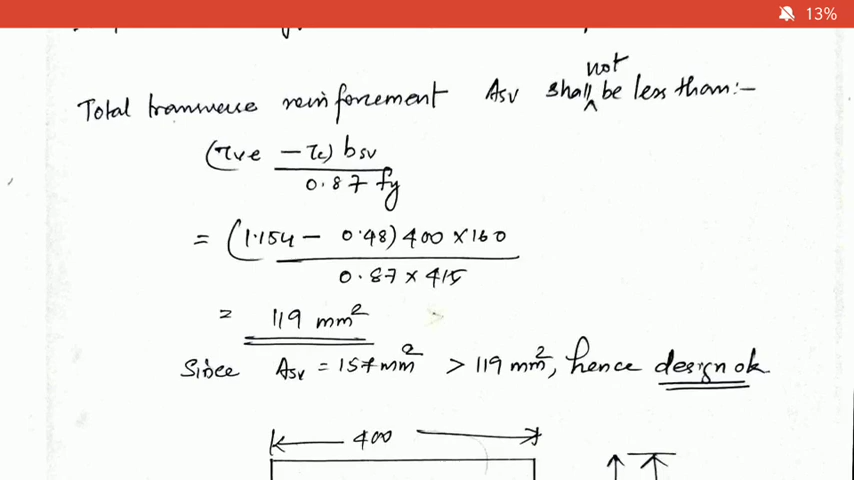 13%
Total transverse reinforcement Asv shall not be less than:-
(τve - τc) bsv
0.87 fy
= (1.154 - 0.48) 400 × 160
0.87 × 415
= 119 mm²
Since Asv = 157 mm² > 119 mm², hence design ok
400